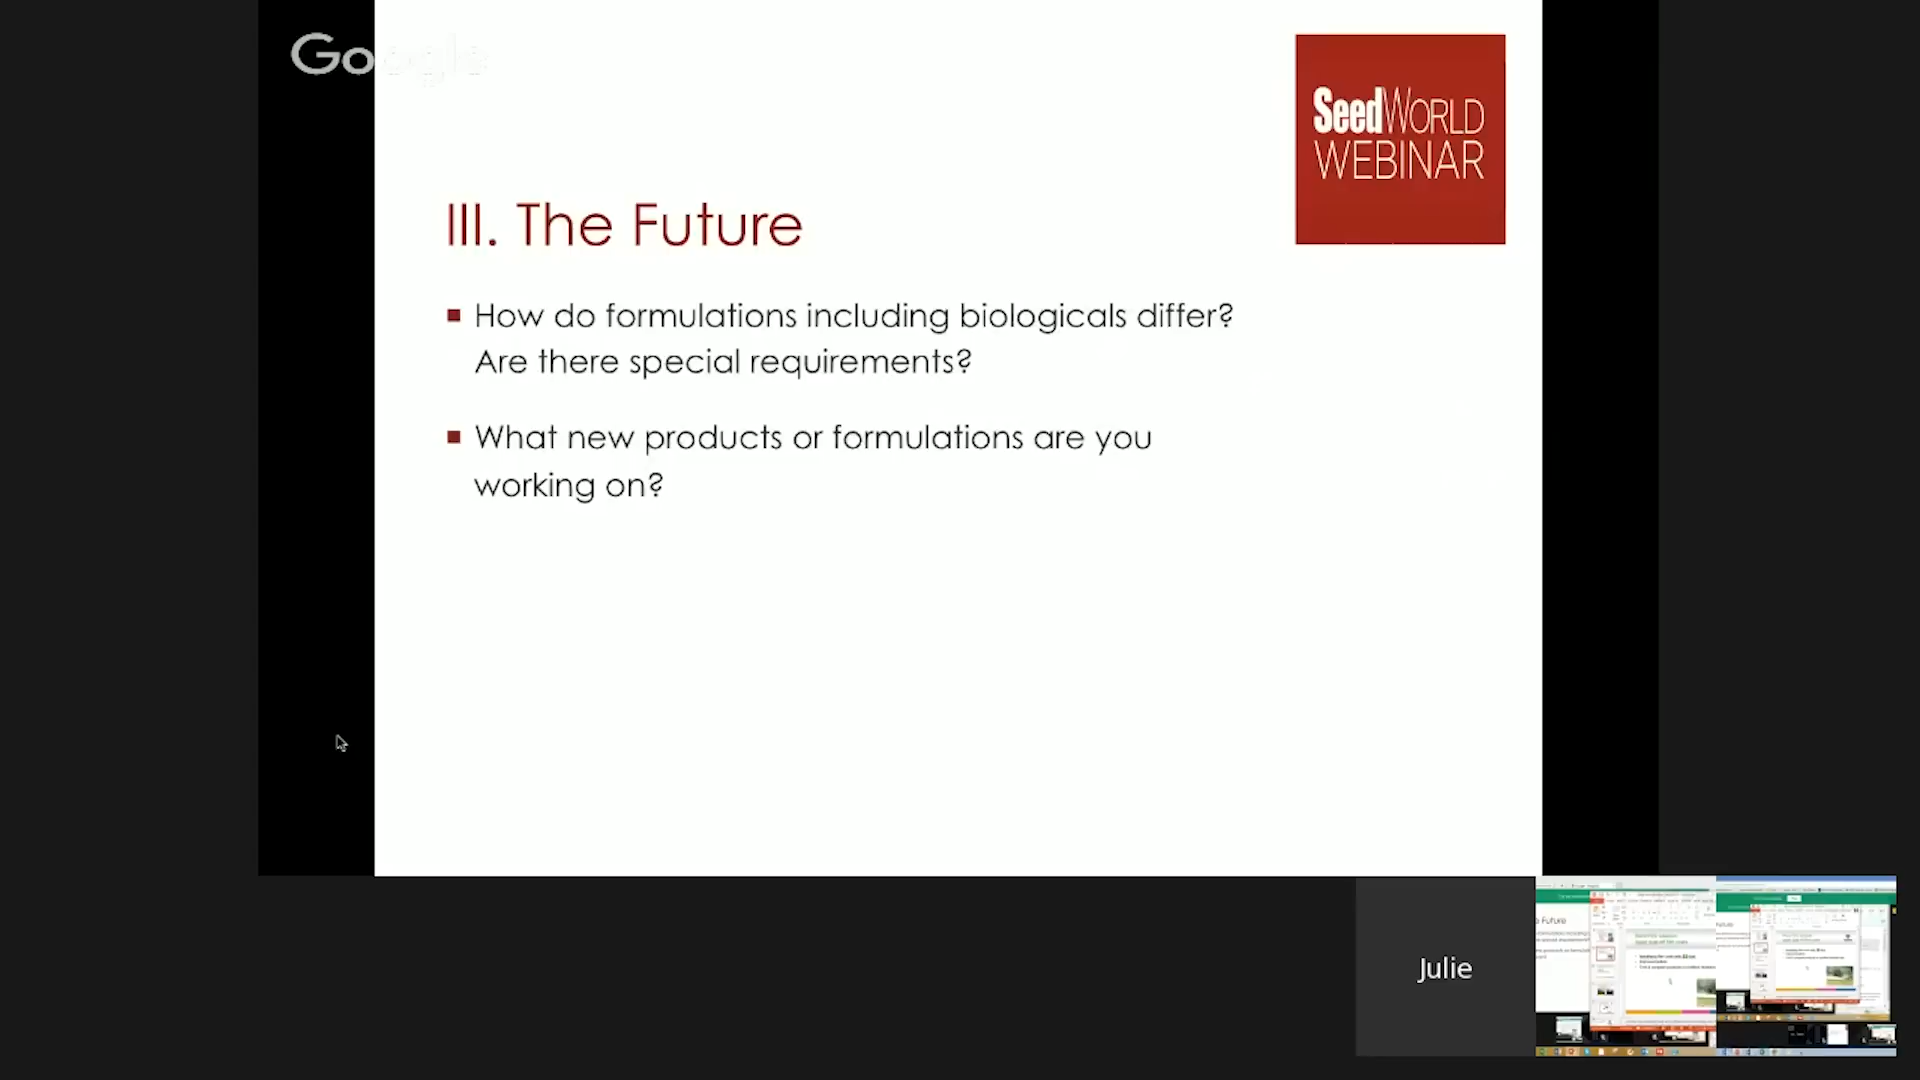 Google
SeedWORLD
WEBINAR
III. The Future
How do formulations including biologicals differ?
Are there special requirements?
What new products or formulations are you
working on?
Julie
Future